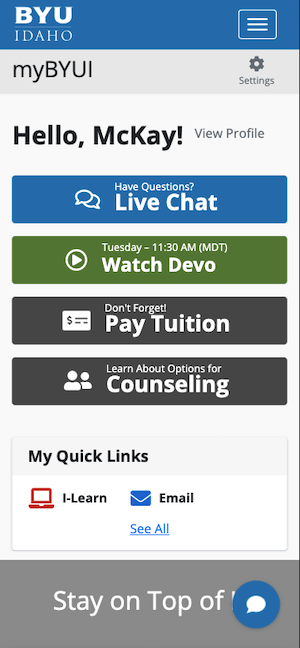 BYU
IDAHO
myBYUI
Settings
Hello, McKay! View Profile
Have Questions?
Live Chat
Tuesday – 11:30 AM (MDT)
Watch Devo
Don't Forget!
Pay Tuition
Learn About Options for
Counseling
My Quick Links
I-Learn Email
See All
Stay on Top of